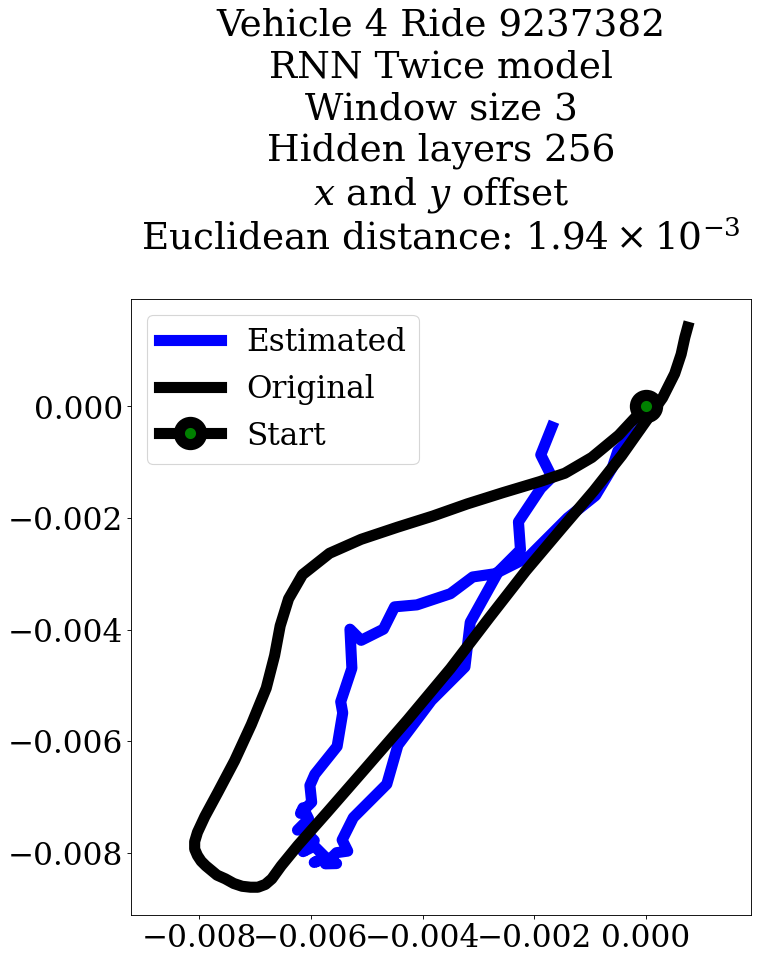 Vehicle 4 Ride 9237382
RNN Twice model
Window size 3
Hidden layers 256
x and y offset
Euclidean distance: 1.94 × 10⁻³
Estimated
Original
Start
0.000
−0.002
−0.004
−0.006
−0.008
−0.008 −0.006 −0.004 −0.002 0.000